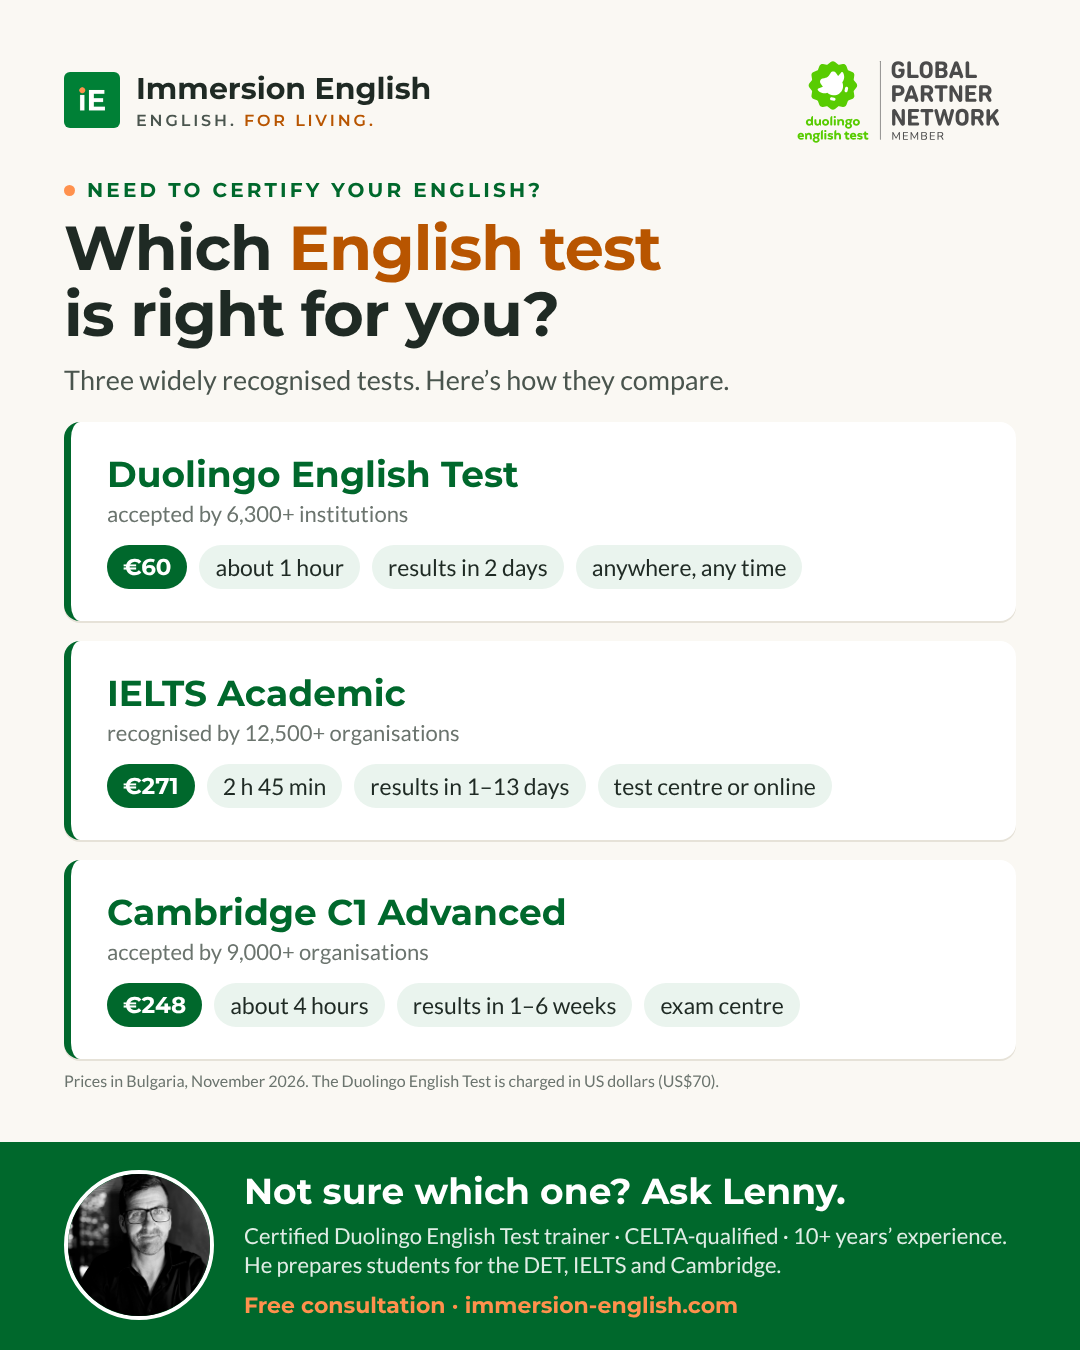 iE
Immersion English
ENGLISH. FOR LIVING.
duolingo
english test
GLOBAL
PARTNER
NETWORK
MEMBER
NEED TO CERTIFY YOUR ENGLISH?
Which English test
is right for you?
Three widely recognised tests. Here’s how they compare.
Duolingo English Test
accepted by 6,300+ institutions
€60 about 1 hour results in 2 days anywhere, any time
IELTS Academic
recognised by 12,500+ organisations
€271 2 h 45 min results in 1–13 days test centre or online
Cambridge C1 Advanced
accepted by 9,000+ organisations
€248 about 4 hours results in 1–6 weeks exam centre
Prices in Bulgaria, November 2026. The Duolingo English Test is charged in US dollars (US$70).
Not sure which one? Ask Lenny.
Certified Duolingo English Test trainer · CELTA-qualified · 10+ years’ experience.
He prepares students for the DET, IELTS and Cambridge.
Free consultation · immersion-english.com